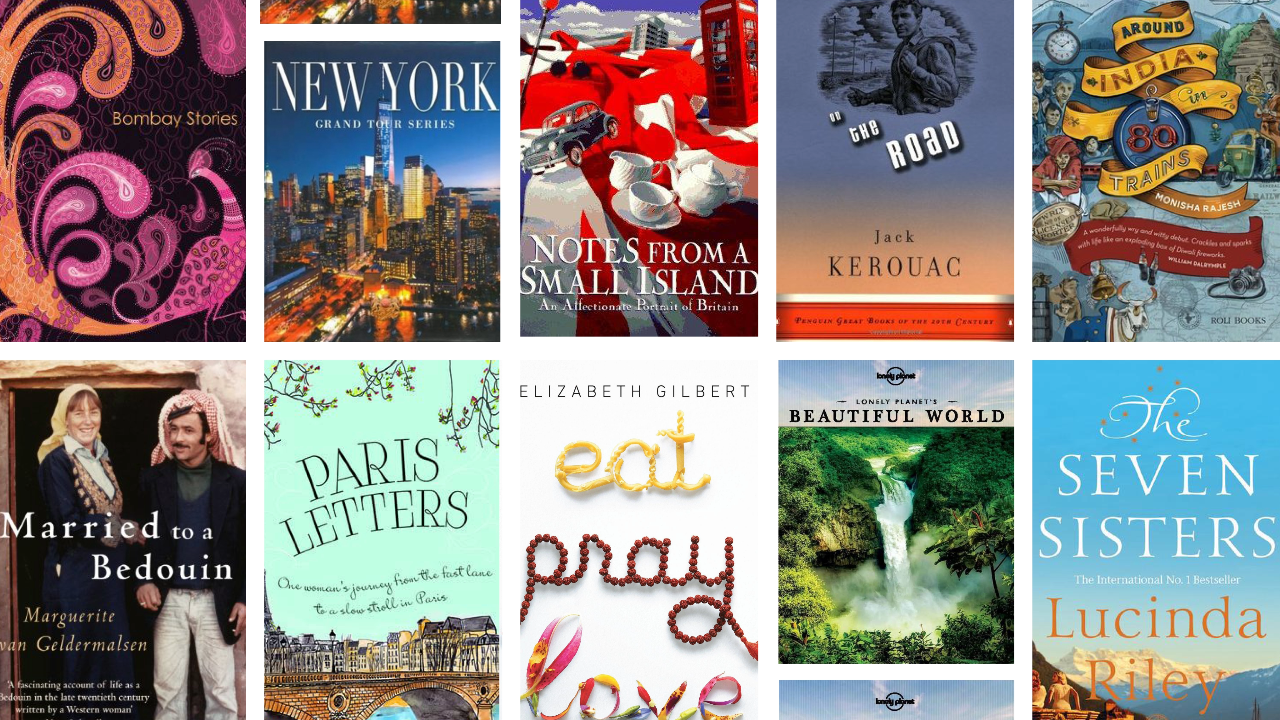 Bombay Stories
NEW YORK
GRAND TOUR SERIES
NOTES FROM A
SMALL ISLAND
An Affectionate Portrait of Britain
on the
ROAD
Jack
KEROUAC
PENGUIN GREAT BOOKS OF THE 20TH CENTURY
AROUND
INDIA
in
80
TRAINS
MONISHA RAJESH
A wonderfully wry and witty debut. Crackles and sparks
with life like an exploding box of Diwali fireworks.
WILLIAM DALRYMPLE
ROLI BOOKS
Married to a
Bedouin
Marguerite
van Geldermalsen
'A fascinating account of life as a
Bedouin in the late twentieth century
written by a Western woman'
PARIS
LETTERS
One woman's journey from the fast lane
to a slow stroll in Paris
ELIZABETH GILBERT
eat
pray
love
lonely planet
LONELY PLANET'S
BEAUTIFUL WORLD
lonely planet
The
SEVEN
SISTERS
The International No. 1 Bestseller
Lucinda
Riley